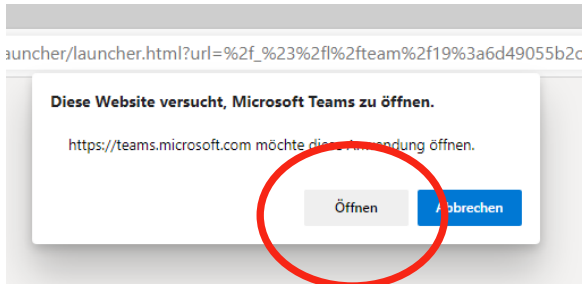 auncher/launcher.html?url=%2f_%23%2fl%2fteam%2f19%3a6d49055b2c
Diese Website versucht, Microsoft Teams zu öffnen.
https://teams.microsoft.com möchte diese Anwendung öffnen.
Öffnen Abbrechen